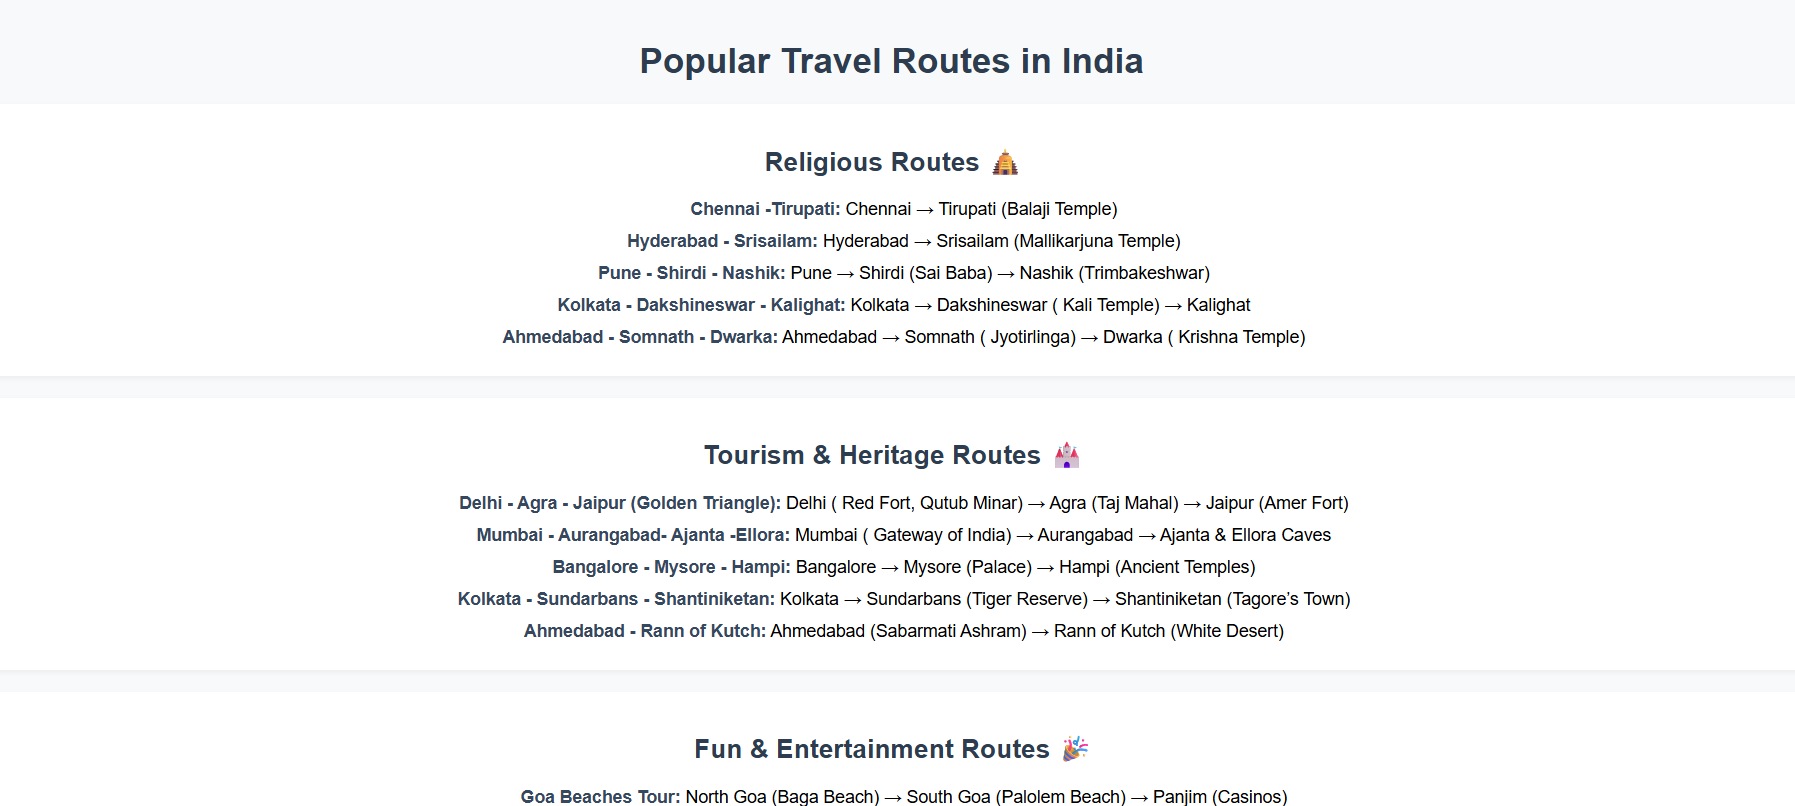 Popular Travel Routes in India
Religious Routes
Chennai -Tirupati: Chennai → Tirupati (Balaji Temple)
Hyderabad - Srisailam: Hyderabad → Srisailam (Mallikarjuna Temple)
Pune - Shirdi - Nashik: Pune → Shirdi (Sai Baba) → Nashik (Trimbakeshwar)
Kolkata - Dakshineswar - Kalighat: Kolkata → Dakshineswar ( Kali Temple) → Kalighat
Ahmedabad - Somnath - Dwarka: Ahmedabad → Somnath ( Jyotirlinga) → Dwarka ( Krishna Temple)
Tourism & Heritage Routes
Delhi - Agra - Jaipur (Golden Triangle): Delhi ( Red Fort, Qutub Minar) → Agra (Taj Mahal) → Jaipur (Amer Fort)
Mumbai - Aurangabad- Ajanta -Ellora: Mumbai ( Gateway of India) → Aurangabad → Ajanta & Ellora Caves
Bangalore - Mysore - Hampi: Bangalore → Mysore (Palace) → Hampi (Ancient Temples)
Kolkata - Sundarbans - Shantiniketan: Kolkata → Sundarbans (Tiger Reserve) → Shantiniketan (Tagore’s Town)
Ahmedabad - Rann of Kutch: Ahmedabad (Sabarmati Ashram) → Rann of Kutch (White Desert)
Fun & Entertainment Routes
Goa Beaches Tour: North Goa (Baga Beach) → South Goa (Palolem Beach) → Panjim (Casinos)